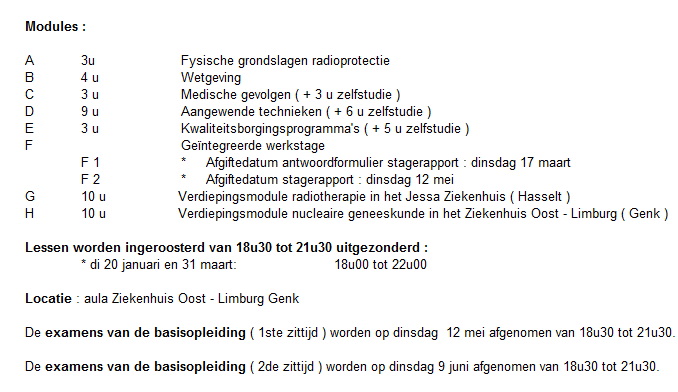 Modules :
A 3u Fysische grondslagen radioprotectie
B 4 u Wetgeving
C 3 u Medische gevolgen ( + 3 u zelfstudie )
D 9 u Aangewende technieken ( + 6 u zelfstudie )
E 3 u Kwaliteitsborgingsprogramma's ( + 5 u zelfstudie )
F Geïntegreerde werkstage
F 1 * Afgiftedatum antwoordformulier stagerapport : dinsdag 17 maart
F 2 * Afgiftedatum stagerapport : dinsdag 12 mei
G 10 u Verdiepingsmodule radiotherapie in het Jessa Ziekenhuis ( Hasselt )
H 10 u Verdiepingsmodule nucleaire geneeskunde in het Ziekenhuis Oost - Limburg ( Genk )
Lessen worden ingeroosterd van 18u30 tot 21u30 uitgezonderd :
* di 20 januari en 31 maart: 18u00 tot 22u00
Locatie : aula Ziekenhuis Oost - Limburg Genk
De examens van de basisopleiding ( 1ste zittijd ) worden op dinsdag 12 mei afgenomen van 18u30 tot 21u30.
De examens van de basisopleiding ( 2de zittijd ) worden op dinsdag 9 juni afgenomen van 18u30 tot 21u30.